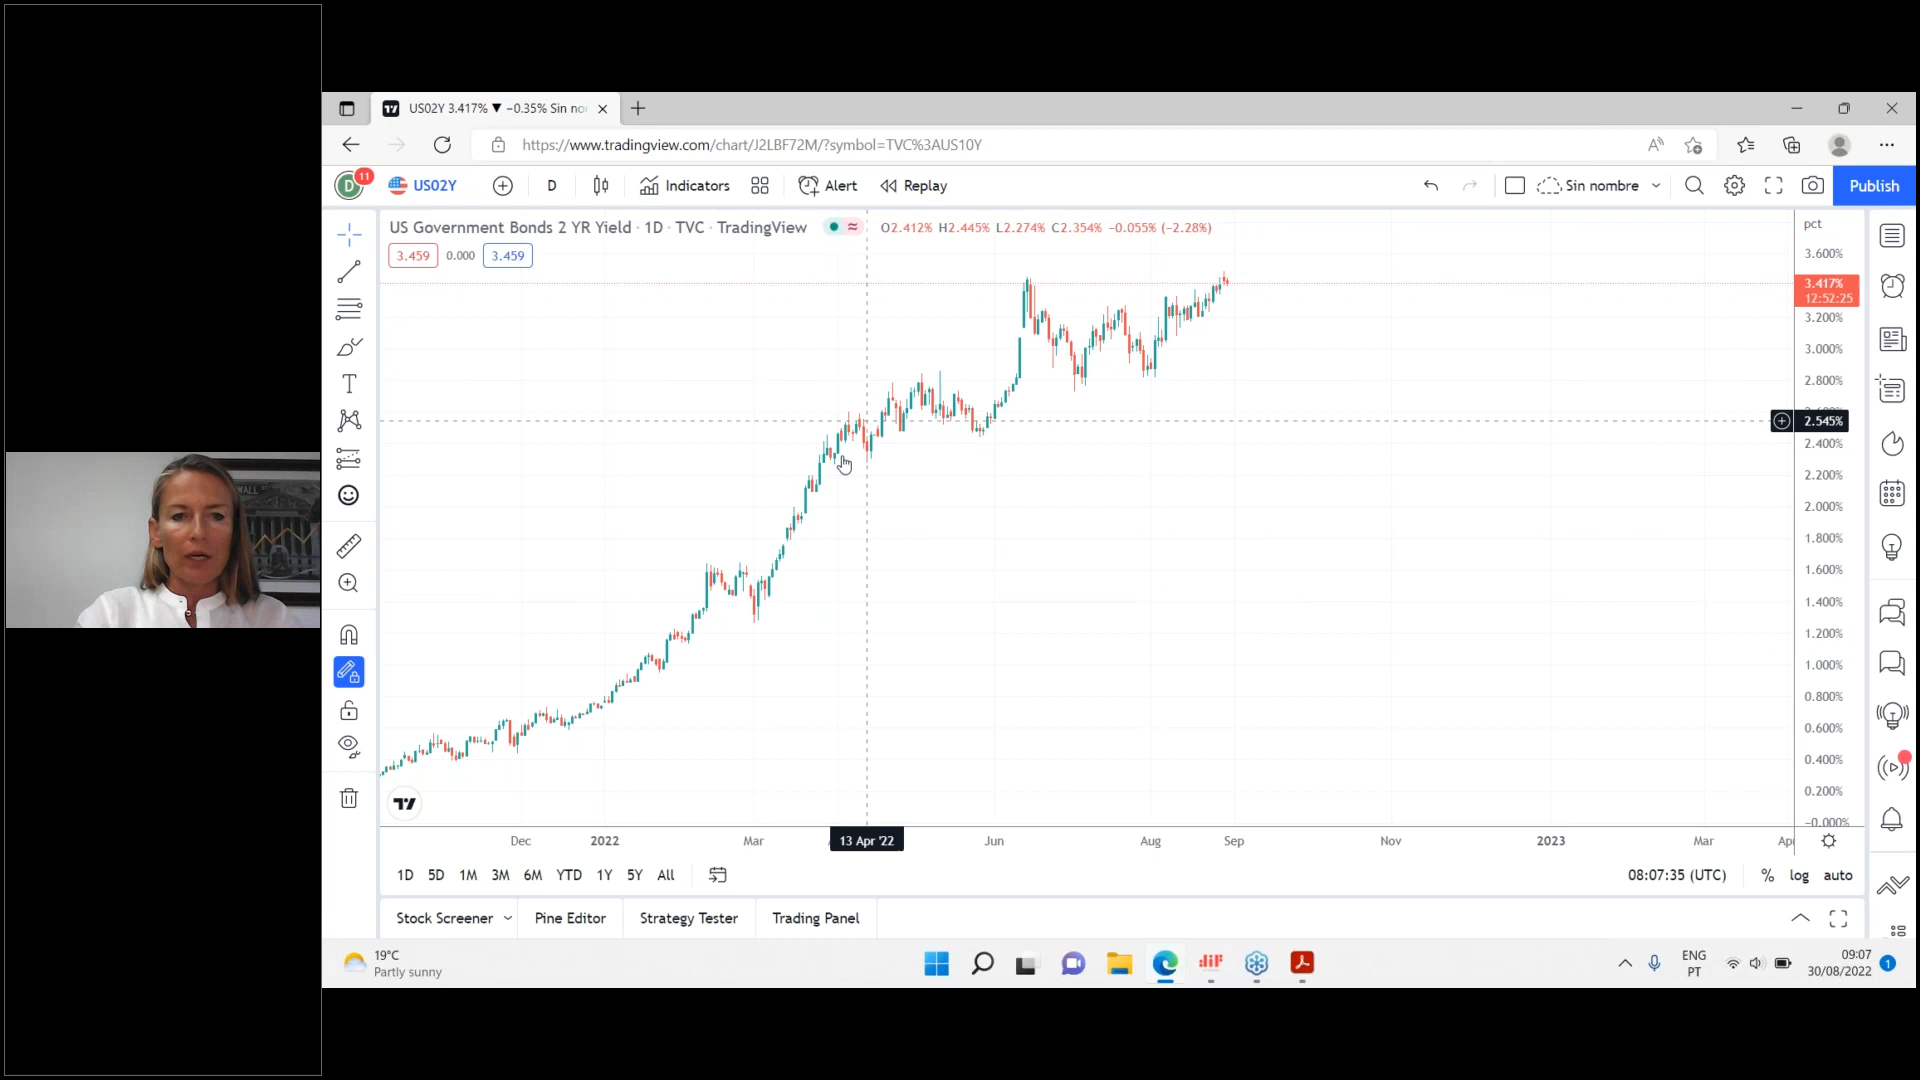 US02Y 3.417% ▼ −0.35% Sin no
https://www.tradingview.com/chart/J2LBF72M/?symbol=TVC%3AUS10Y
D 11 US02Y D Indicators Alert Replay Sin nombre Publish
US Government Bonds 2 YR Yield · 1D · TVC · TradingView O2.412% H2.445% L2.274% C2.354% −0.055% (−2.28%)
3.459 0.000 3.459
pct
3.600%
3.417%
12:52:25
3.200%
3.000%
2.800%
2.545%
2.400%
2.200%
2.000%
1.800%
1.600%
1.400%
1.200%
1.000%
0.800%
0.600%
0.400%
0.200%
−0.000%
WALL
Dec 2022 Mar 13 Apr '22 Jun Aug Sep Nov 2023 Mar Apr
1D 5D 1M 3M 6M YTD 1Y 5Y All 08:07:35 (UTC) % log auto
Stock Screener Pine Editor Strategy Tester Trading Panel
19°C
Partly sunny
ENG
PT
09:07
30/08/2022
1